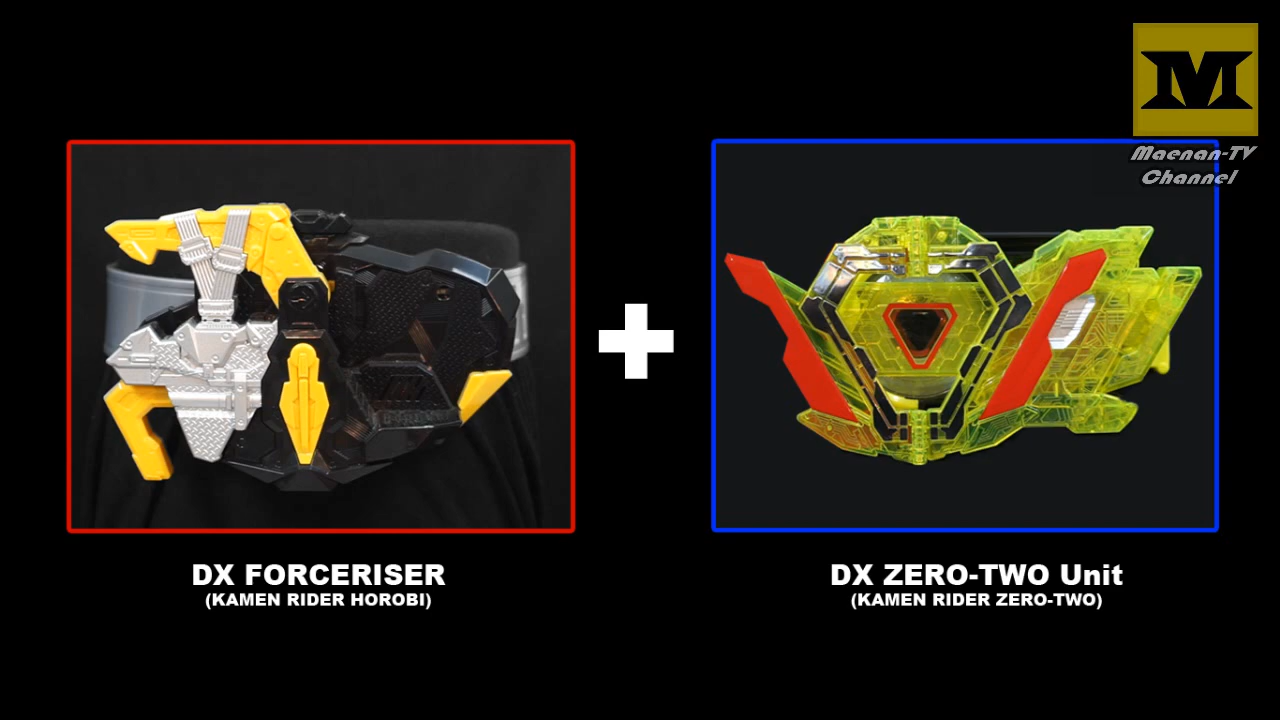 M
Maenan-TV
Channel
DX FORCERISER
(KAMEN RIDER HOROBI)
DX ZERO-TWO Unit
(KAMEN RIDER ZERO-TWO)